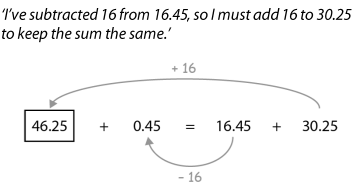 ‘I’ve subtracted 16 from 16.45, so I must add 16 to 30.25
to keep the sum the same.’
+ 16
46.25 + 0.45 = 16.45 + 30.25
– 16